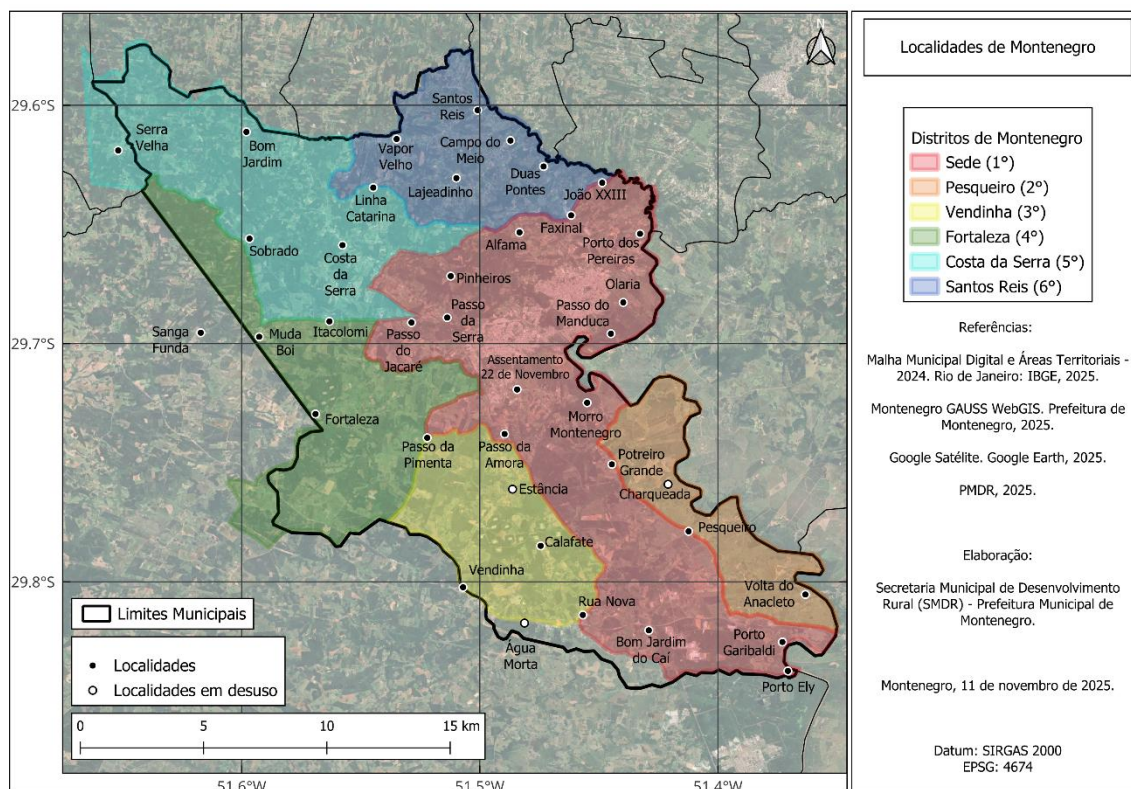 N
29.6°S
29.7°S
29.8°S
51.6°W
51.5°W
51.4°W
Santos
Reis
Serra
Velha
Bom
Jardim
Vapor
Velho
Campo do
Meio
Duas
Pontes
Lajeadinho
João XXIII
Linha
Catarina
Faxinal
Alfama
Porto dos
Pereiras
Sobrado
Costa
da
Serra
Pinheiros
Olaria
Passo
da
Serra
Passo do
Manduca
Itacolomi
Passo
do
Jacaré
Sanga
Funda
Muda
Boi
Assentamento
22 de Novembro
Fortaleza
Morro
Montenegro
Passo da
Pimenta
Passo da
Amora
Potreiro
Grande
Charqueada
Estância
Pesqueiro
Calafate
Vendinha
Volta do
Anacleto
Rua Nova
Água
Morta
Bom Jardim
do Caí
Porto
Garibaldi
Porto Ely
Limites Municipais
Localidades
Localidades em desuso
0 5 10 15 km
Localidades de Montenegro
Distritos de Montenegro
Sede (1°)
Pesqueiro (2°)
Vendinha (3°)
Fortaleza (4°)
Costa da Serra (5°)
Santos Reis (6°)
Referências:
Malha Municipal Digital e Áreas Territoriais -
2024. Rio de Janeiro: IBGE, 2025.
Montenegro GAUSS WebGIS. Prefeitura de
Montenegro, 2025.
Google Satélite. Google Earth, 2025.
PMDR, 2025.
Elaboração:
Secretaria Municipal de Desenvolvimento
Rural (SMDR) - Prefeitura Municipal de
Montenegro.
Montenegro, 11 de novembro de 2025.
Datum: SIRGAS 2000
EPSG: 4674